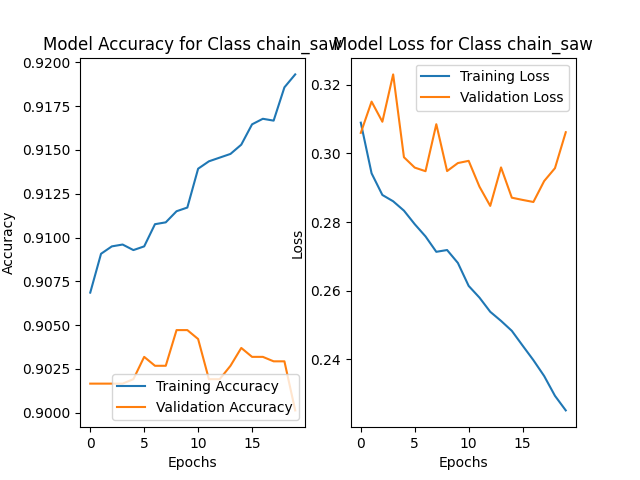 Model Accuracy for Class chain_saw
0.9200
0.9175
0.9150
0.9125
0.9100
0.9075
0.9050
0.9025
0.9000
Accuracy
Training Accuracy
Validation Accuracy
0
5
10
15
Epochs
Model Loss for Class chain_saw
0.32
0.30
0.28
0.26
0.24
Loss
Training Loss
Validation Loss
0
5
10
15
Epochs